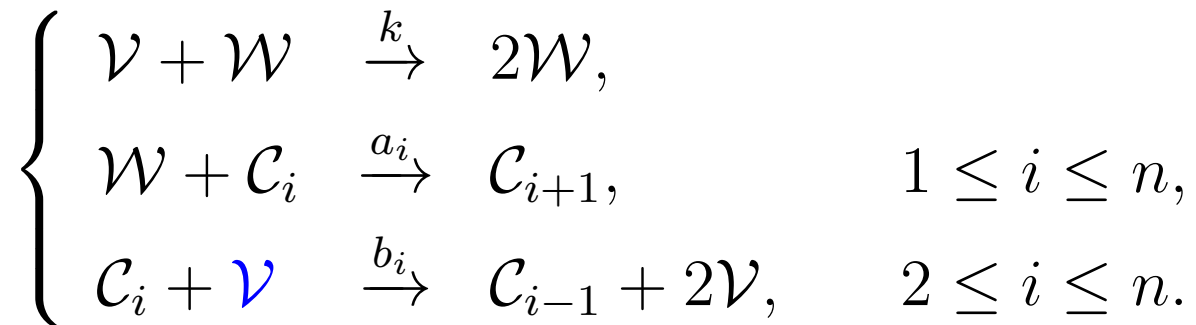 𝒱 + 𝒲 →ᵏ 2𝒲,
𝒲 + 𝒞_i →^{a_i} 𝒞_{i+1}, 1 ≤ i ≤ n,
𝒞_i + 𝒱 →^{b_i} 𝒞_{i−1} + 2𝒱, 2 ≤ i ≤ n.